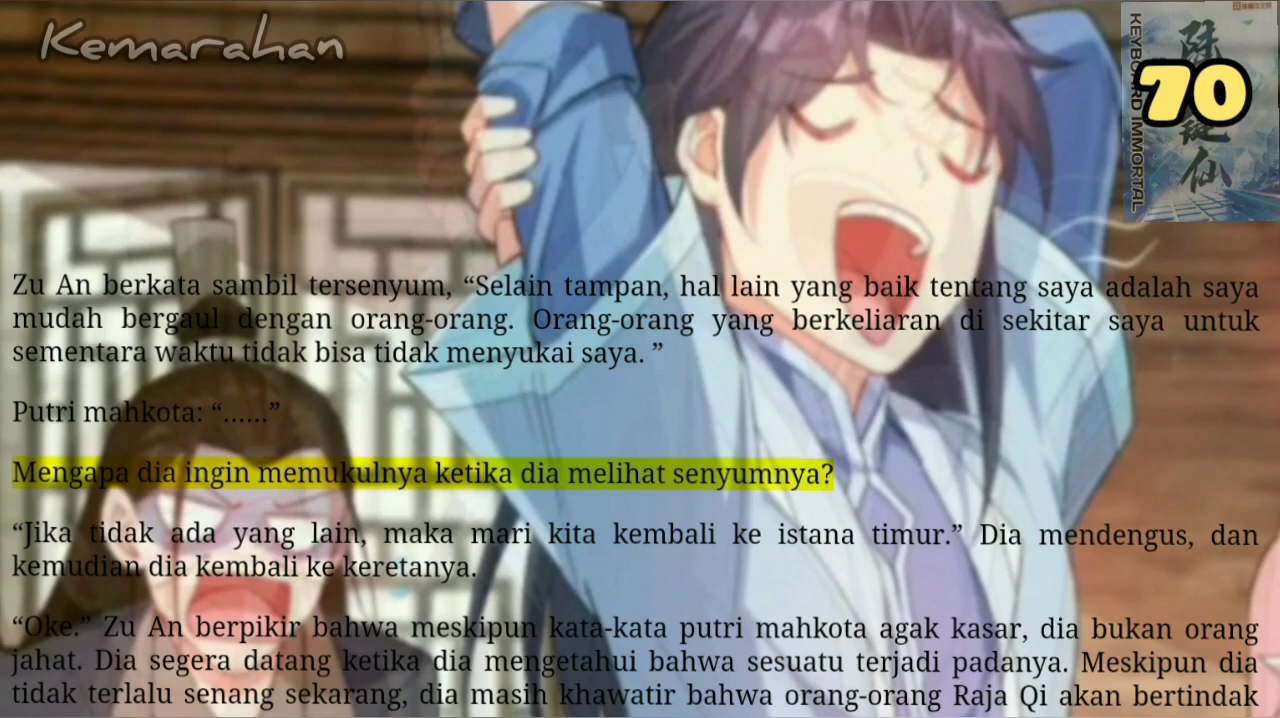 Kemarahan
70
KEYBOARD IMMORTAL
仙
Zu An berkata sambil tersenyum, “Selain tampan, hal lain yang baik tentang saya adalah saya
mudah bergaul dengan orang-orang. Orang-orang yang berkeliaran di sekitar saya untuk
sementara waktu tidak bisa tidak menyukai saya. ”
Putri mahkota: “……”
Mengapa dia ingin memukulnya ketika dia melihat senyumnya?
“Jika tidak ada yang lain, maka mari kita kembali ke istana timur.” Dia mendengus, dan
kemudian dia kembali ke keretanya.
“Oke.” Zu An berpikir bahwa meskipun kata-kata putri mahkota agak kasar, dia bukan orang
jahat. Dia segera datang ketika dia mengetahui bahwa sesuatu terjadi padanya. Meskipun dia
tidak terlalu senang sekarang, dia masih khawatir bahwa orang-orang Raja Qi akan bertindak